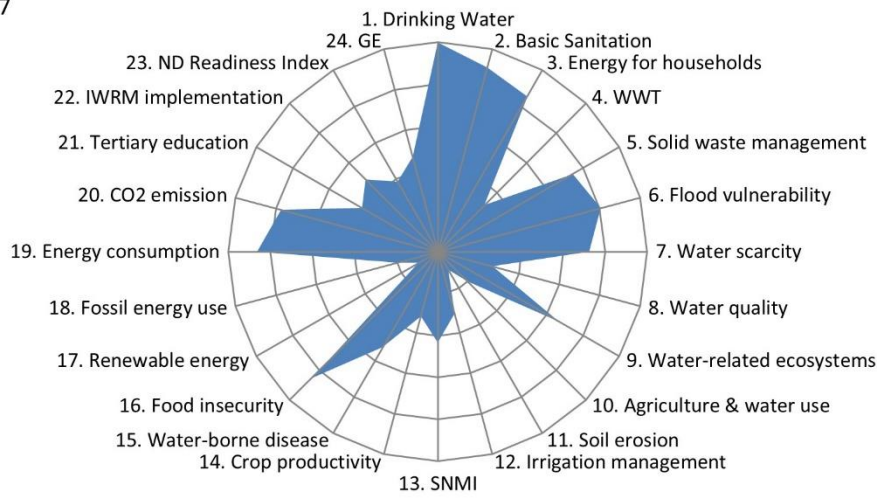 7
1. Drinking Water
2. Basic Sanitation
3. Energy for households
4. WWT
5. Solid waste management
6. Flood vulnerability
7. Water scarcity
8. Water quality
9. Water-related ecosystems
10. Agriculture & water use
11. Soil erosion
12. Irrigation management
13. SNMI
14. Crop productivity
15. Water-borne disease
16. Food insecurity
17. Renewable energy
18. Fossil energy use
19. Energy consumption
20. CO2 emission
21. Tertiary education
22. IWRM implementation
23. ND Readiness Index
24. GE